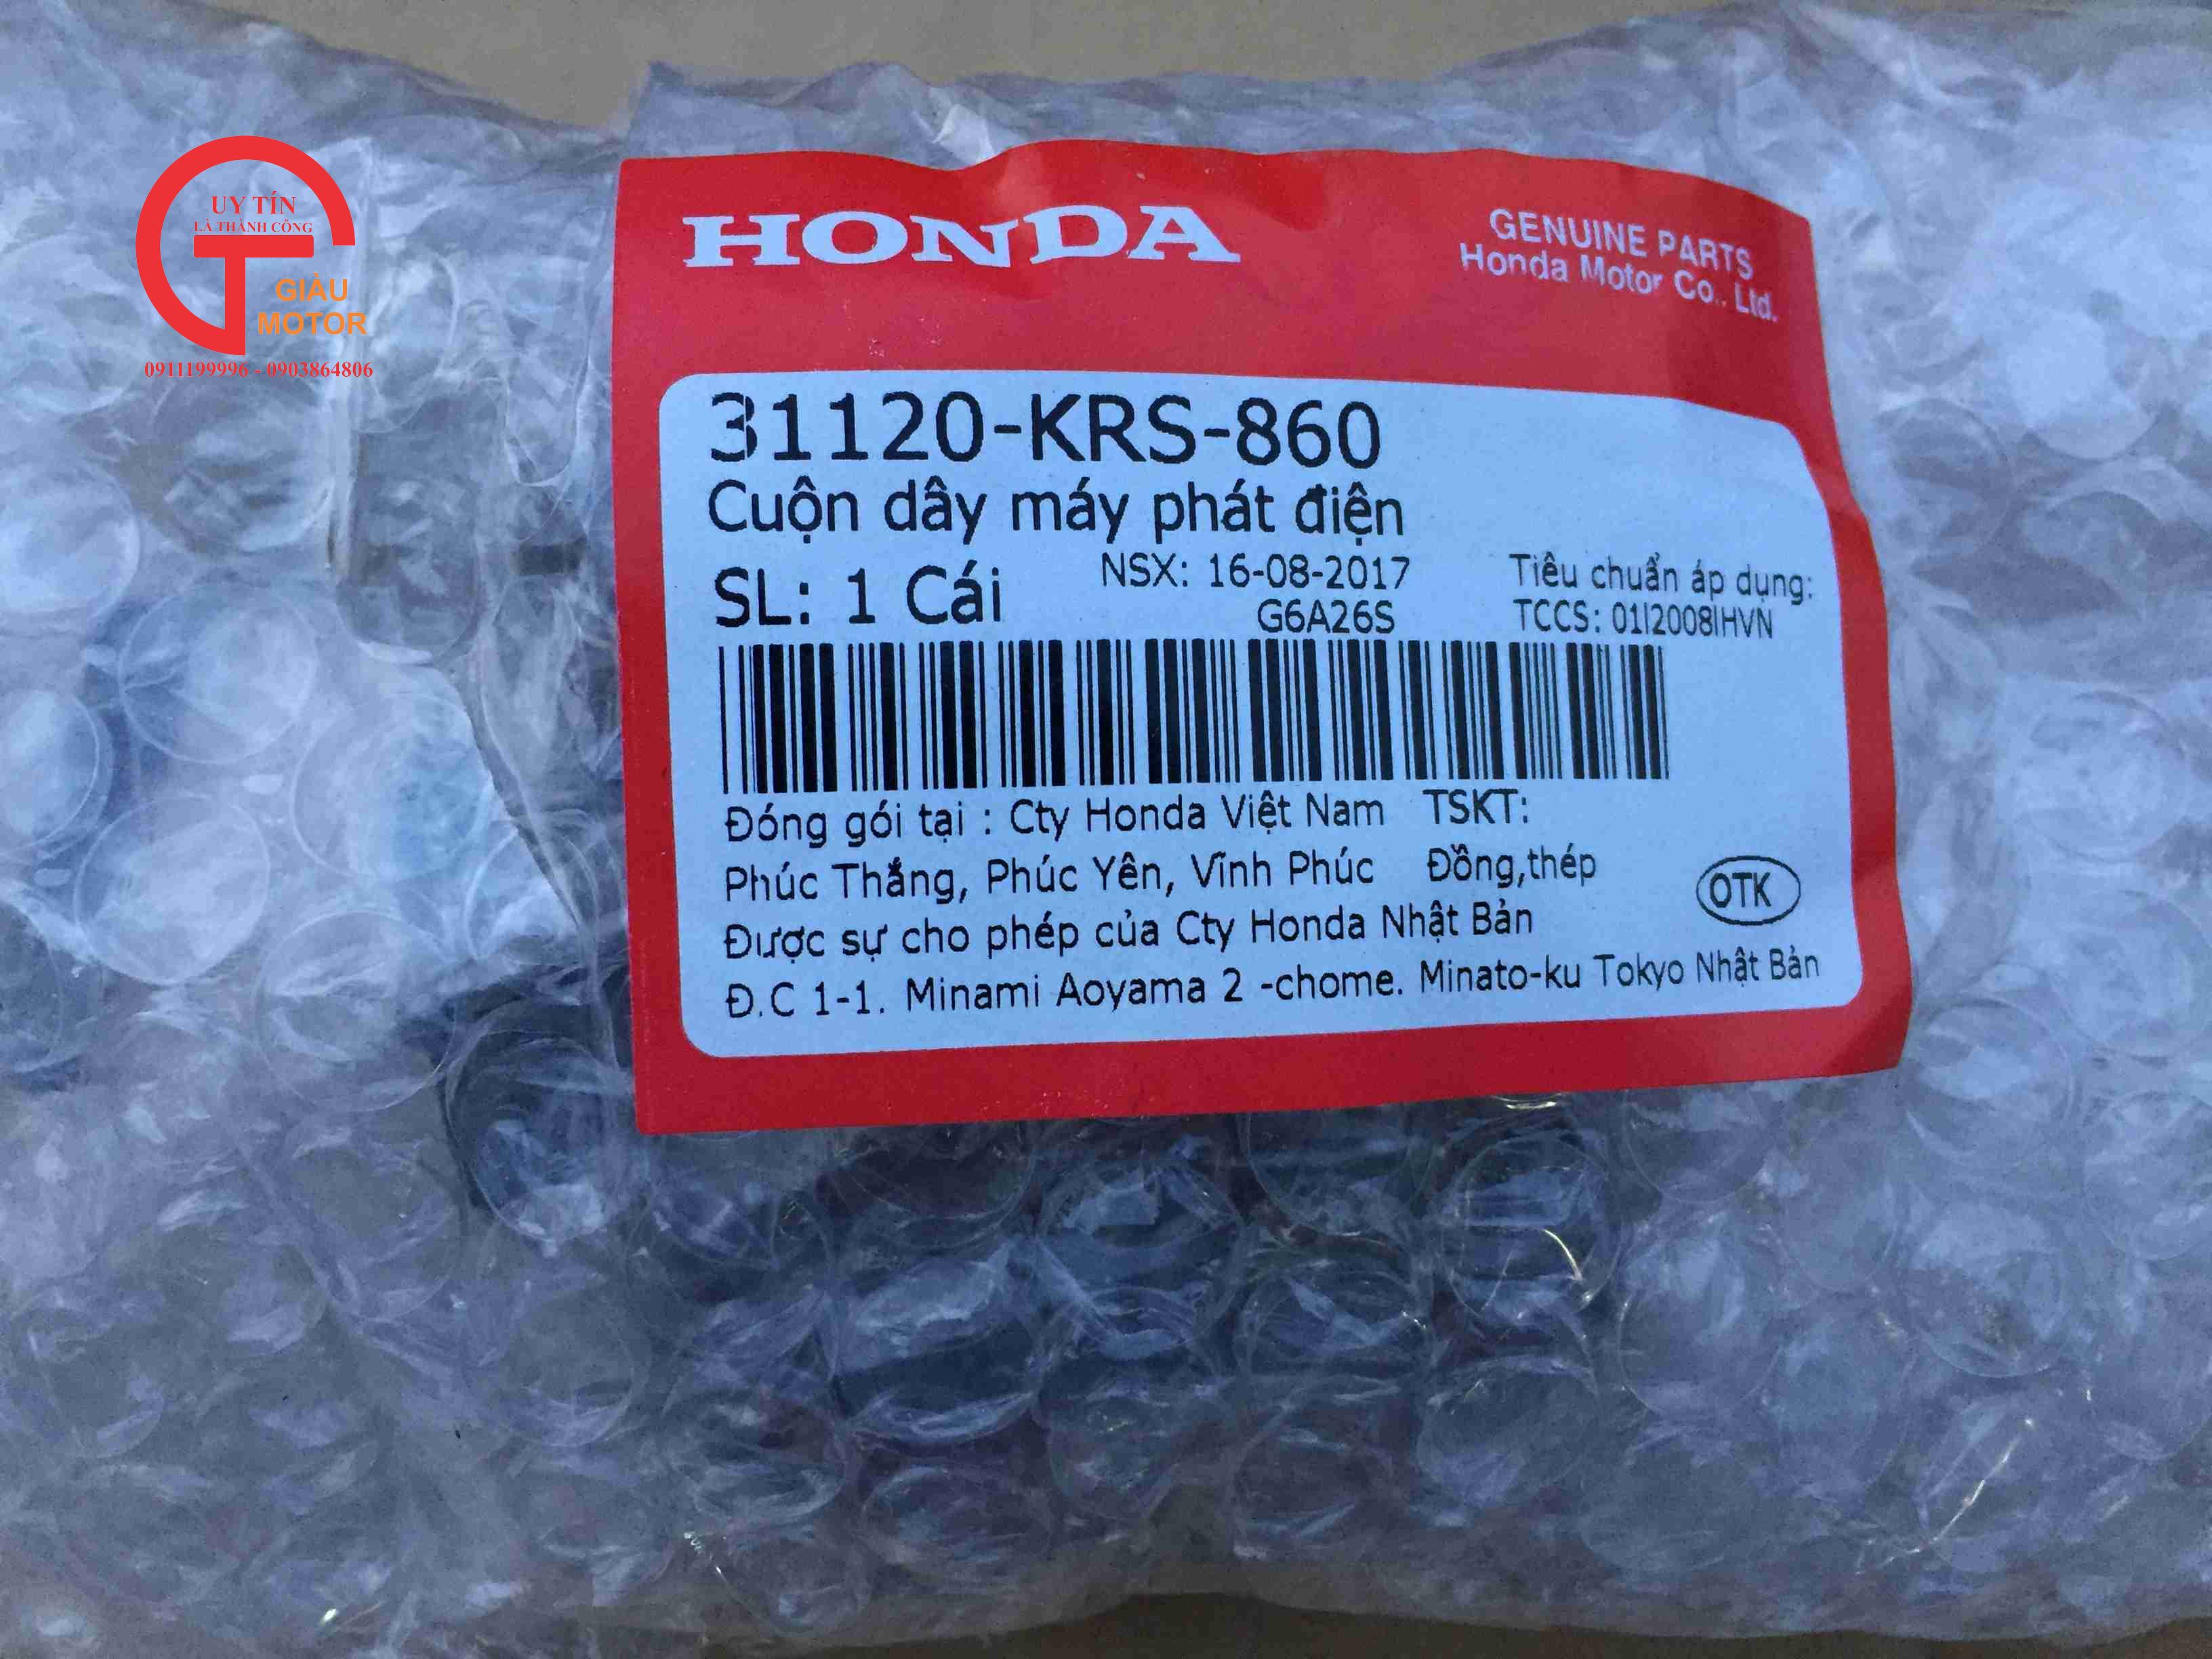 UY TÍN
LÀ THÀNH CÔNG
GIÀU
MOTOR
0911199996 - 0903864806
HONDA
GENUINE PARTS
Honda Motor Co., Ltd.
31120-KRS-860
Cuộn dây máy phát điện
SL: 1 Cái
NSX: 16-08-2017
G6A26S
Tiêu chuẩn áp dụng:
TCCS: 01I2008IHVN
Đóng gói tại : Cty Honda Việt Nam TSKT:
Phúc Thắng, Phúc Yên, Vĩnh Phúc Đồng,thép
OTK
Được sự cho phép của Cty Honda Nhật Bản
Đ.C 1-1. Minami Aoyama 2 -chome. Minato-ku Tokyo Nhật Bản